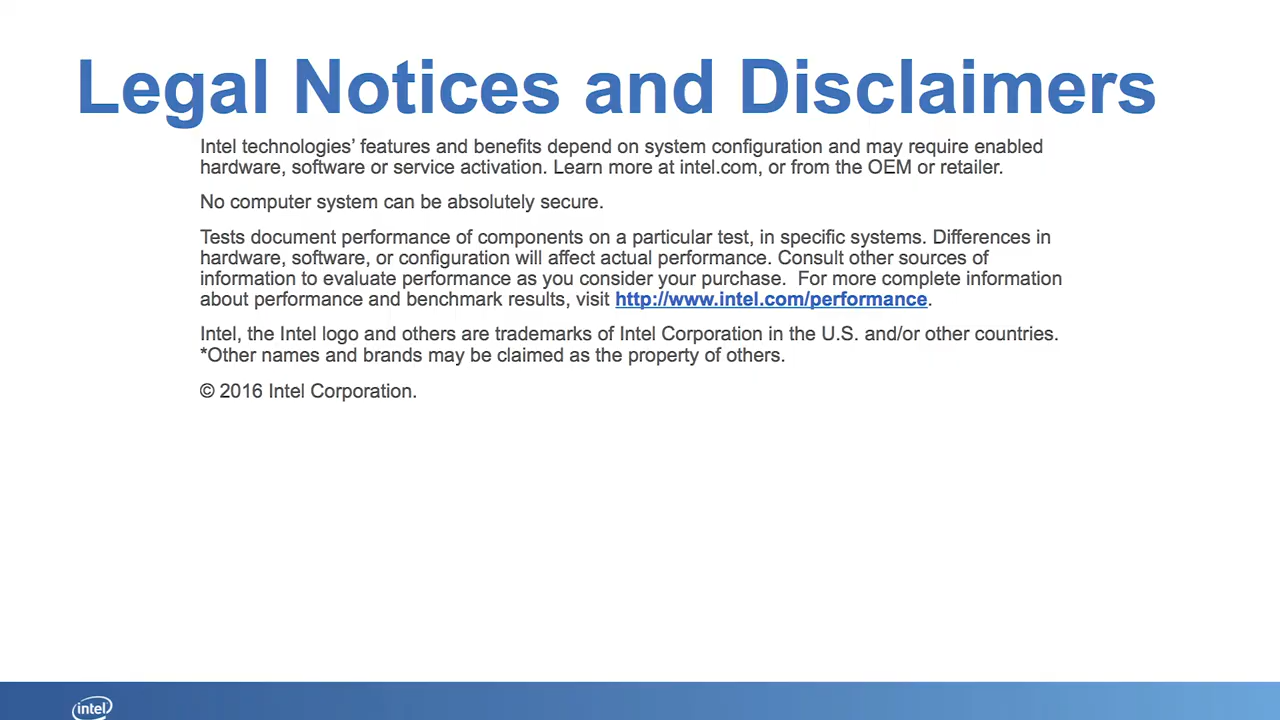 Legal Notices and Disclaimers
Intel technologies’ features and benefits depend on system configuration and may require enabled
hardware, software or service activation. Learn more at intel.com, or from the OEM or retailer.
No computer system can be absolutely secure.
Tests document performance of components on a particular test, in specific systems. Differences in
hardware, software, or configuration will affect actual performance. Consult other sources of
information to evaluate performance as you consider your purchase.  For more complete information
about performance and benchmark results, visit http://www.intel.com/performance.
Intel, the Intel logo and others are trademarks of Intel Corporation in the U.S. and/or other countries.
*Other names and brands may be claimed as the property of others.
© 2016 Intel Corporation.
intel